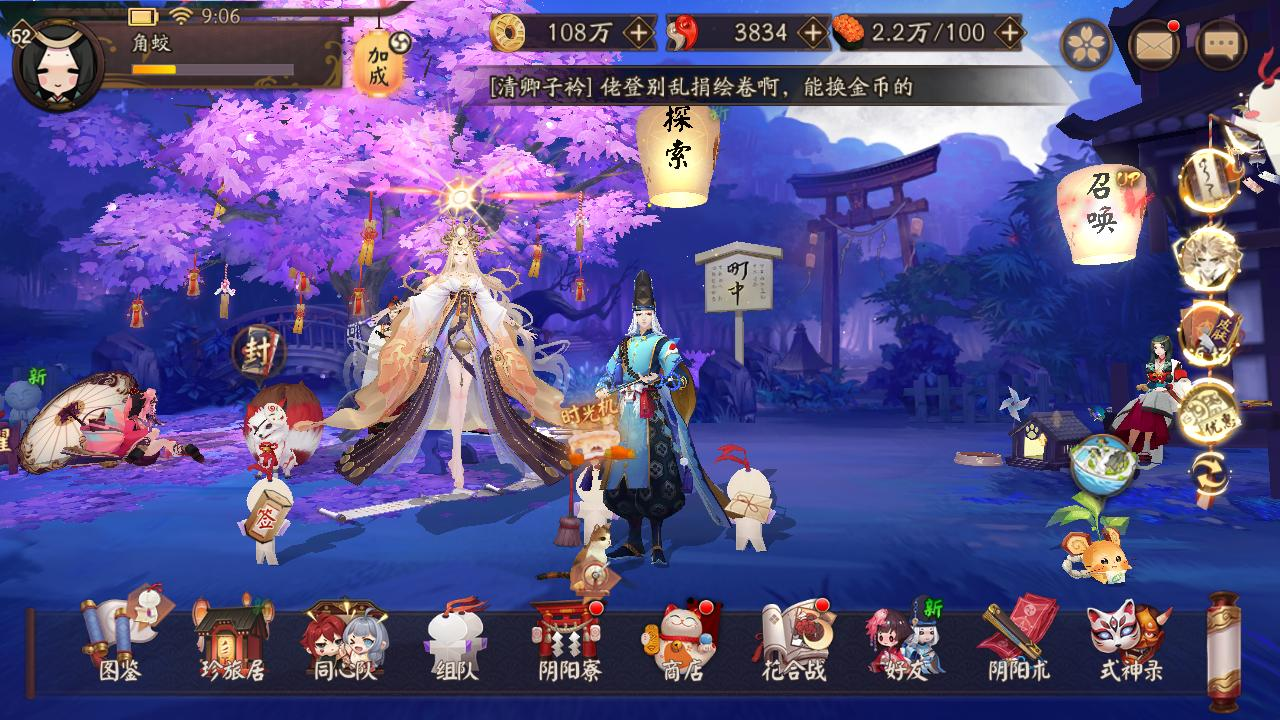 9:06
52
角蛟
加成
108万
3834
2.2万/100
[清卿子衿] 佬登别乱捐绘卷啊，能换金币的
探索
新
召唤
UP
町中
封
新
时光机
签
皮肤
优惠
图鉴
珍旅居
同心队
组队
阴阳寮
商店
花合战
好友
新
阴阳术
式神录